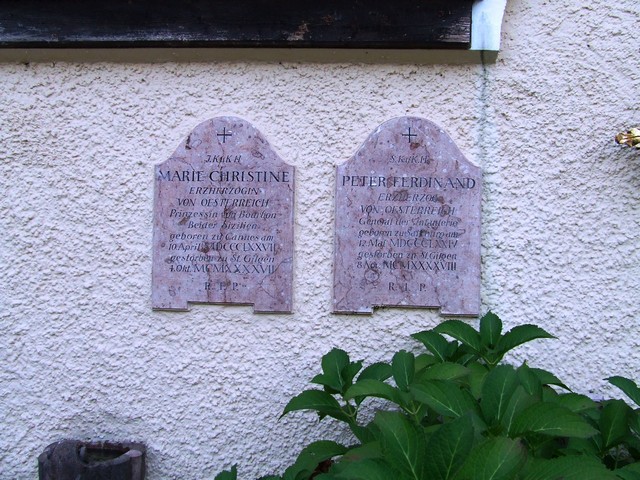 J.K.u.K.H.
MARIE CHRISTINE
ERZHERZOGIN
VON OESTERREICH
Prinzessin von Bourbon
Beider Sizilien
geboren zu Cannes am
10.April MDCCCLXXVII
gestorben zu St.Gilgen
4.Okt. MCMXXXXVII
R. I. P.
S.K.u.K.H.
PETER FERDINAND
ERZHERZOG
VON OESTERREICH
General der Infanterie
geboren zu Salzburg am
12 Mai MDCCCLXXIV
gestorben zu St.Gilgen
8.Nov. MCMXXXXVIII
R. I. P.